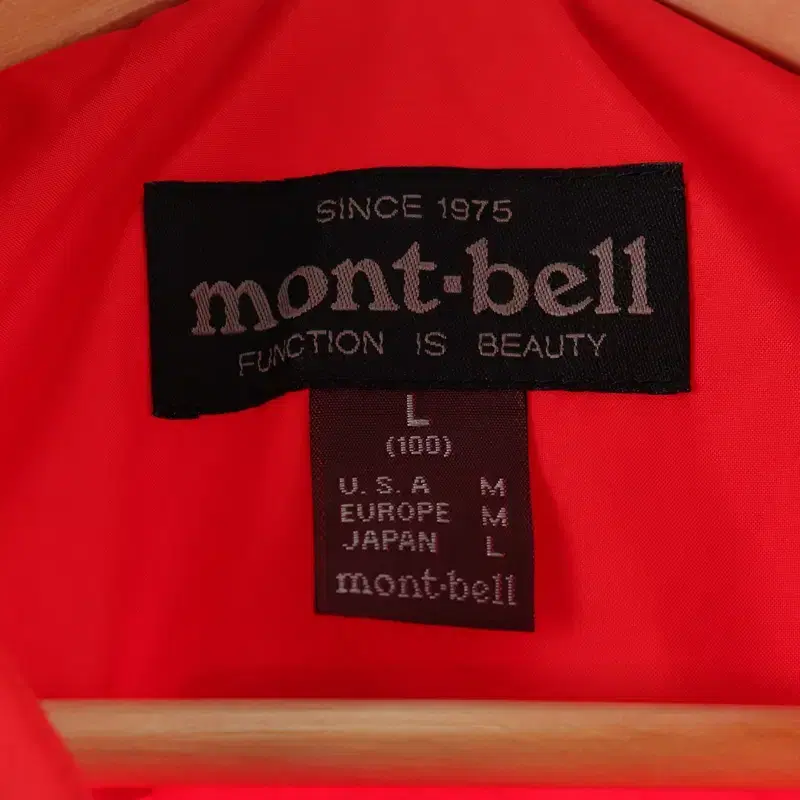 SINCE 1975
mont-bell
FUNCTION IS BEAUTY
L
(100)
U.S.A M
EUROPE M
JAPAN L
mont-bell